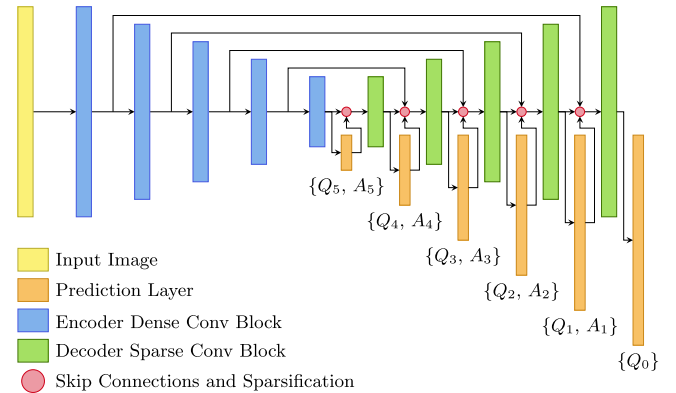 {Q₅, A₅}
{Q₄, A₄}
{Q₃, A₃}
{Q₂, A₂}
{Q₁, A₁}
{Q₀}
Input Image
Prediction Layer
Encoder Dense Conv Block
Decoder Sparse Conv Block
Skip Connections and Sparsification